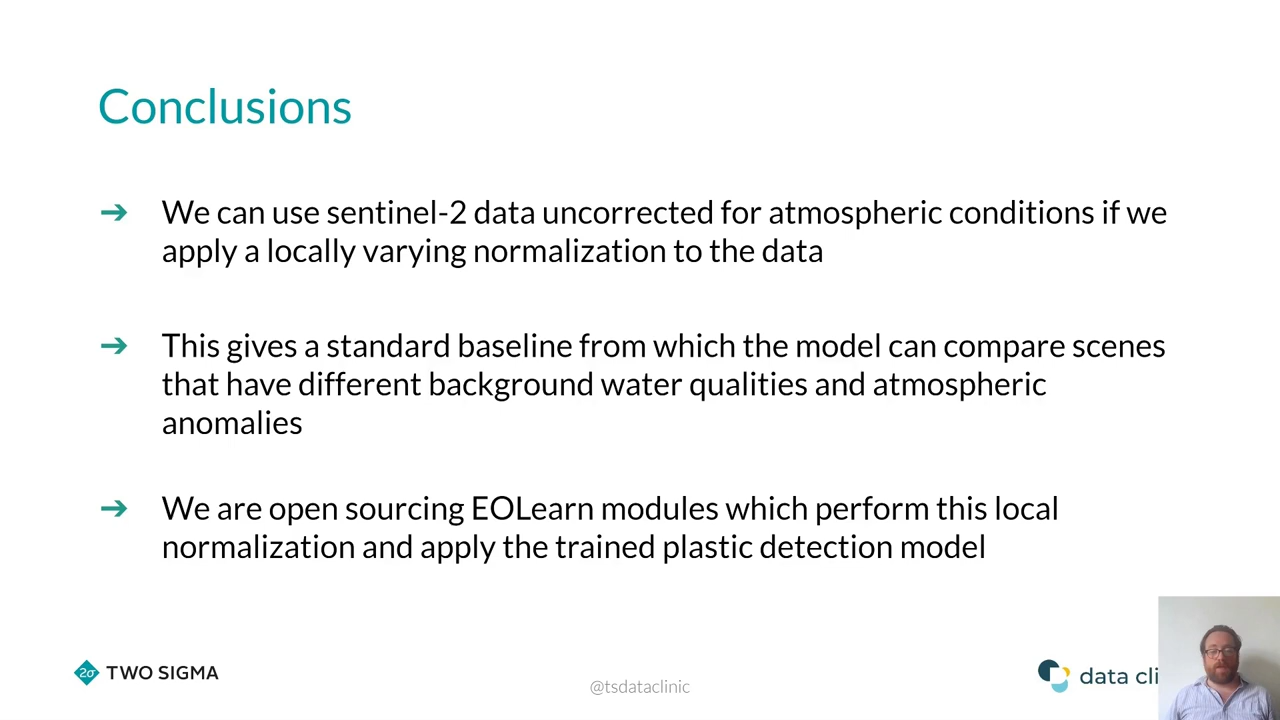 Conclusions
➔ We can use sentinel-2 data uncorrected for atmospheric conditions if we
apply a locally varying normalization to the data
➔ This gives a standard baseline from which the model can compare scenes
that have different background water qualities and atmospheric
anomalies
➔ We are open sourcing EOLearn modules which perform this local
normalization and apply the trained plastic detection model
2σ TWO SIGMA
@tsdataclinic
data cli